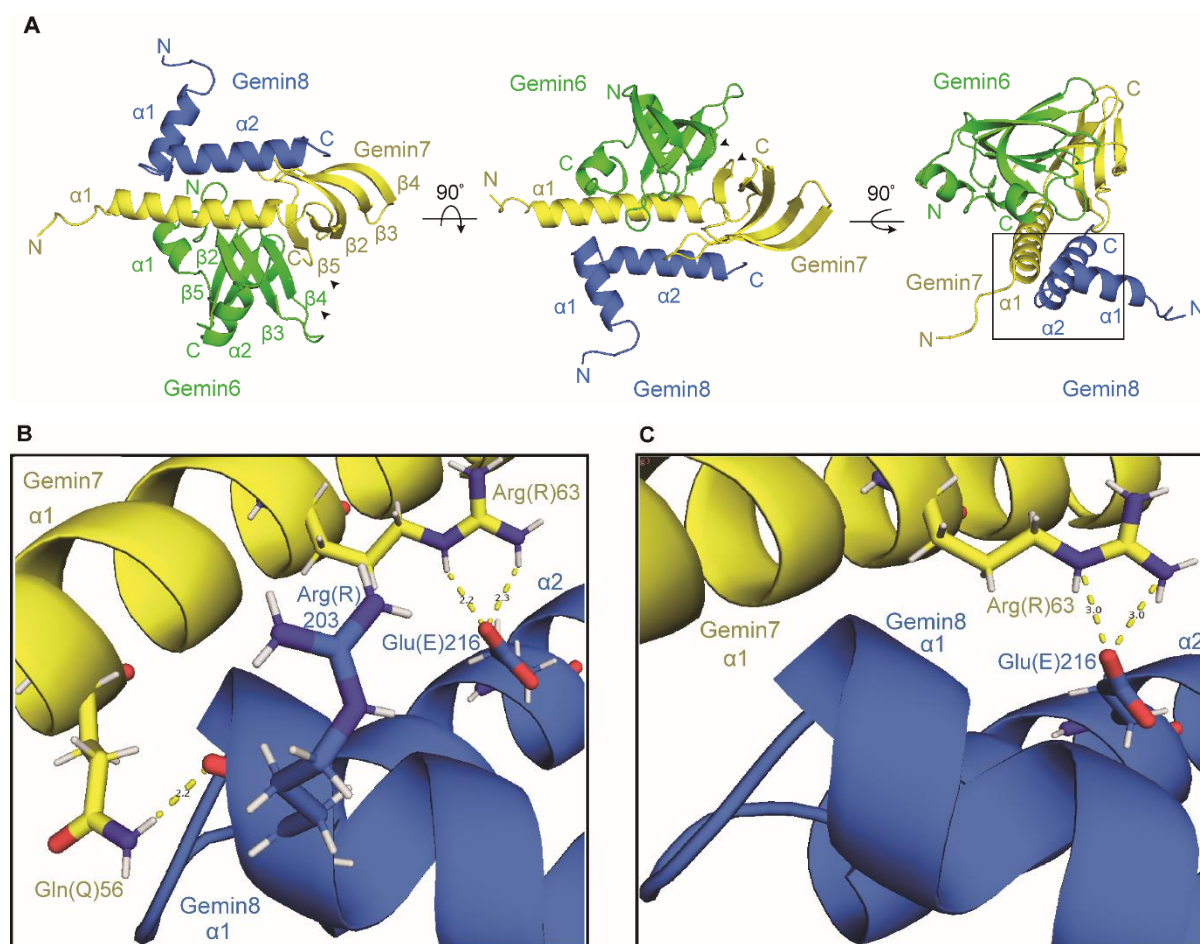 A
N
Gemin8
α1
α2
C
Gemin7
β4
β3
β2
β5
N
α1
N
α1
β2
β5
C
β4
β3
C
α2
Gemin6
90°
Gemin6
N
C
C
N
α1
Gemin7
C
α1
α2
N
Gemin8
90°
Gemin6
C
N
C
Gemin7
α1
C
α2
α1
N
N
Gemin8
B
Gemin7
α1
Arg(R)63
2.2
2.3
α2
Arg(R)
203
Glu(E)216
2.2
Gln(Q)56
Gemin8
α1
C
Arg(R)63
3.0
3.0
Gemin7
α1
Gemin8
α1
Glu(E)216
α2